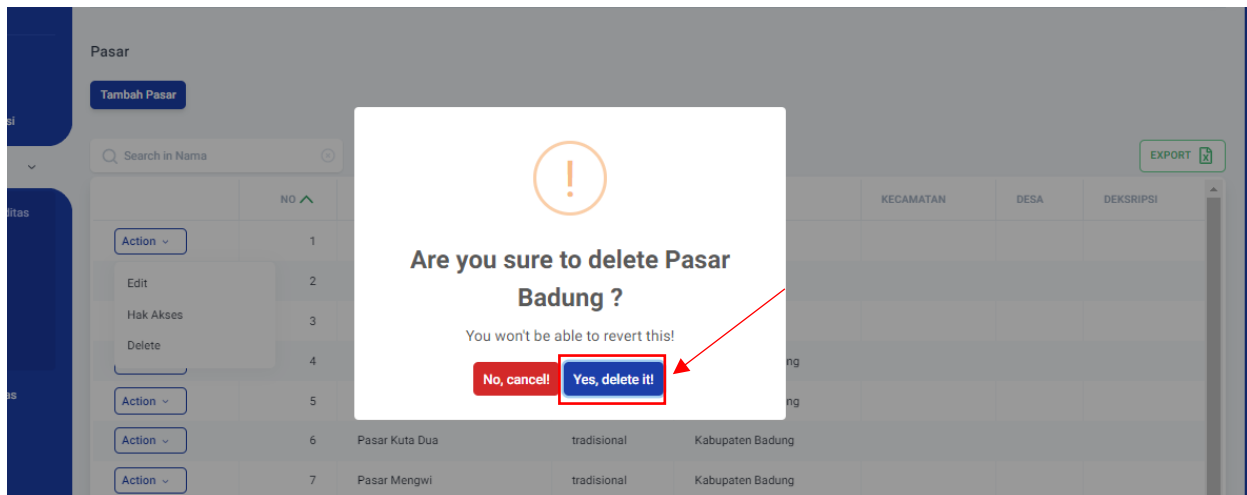 Pasar
Tambah Pasar
si
Search in Nama
EXPORT
NO KECAMATAN DESA DEKSRIPSI
ditas
Action 1
Edit 2
Hak Akses 3
Delete
4 ng
as
Action 5 ng
Action 6 Pasar Kuta Dua tradisional Kabupaten Badung
Action 7 Pasar Mengwi tradisional Kabupaten Badung
Are you sure to delete Pasar
Badung ?
You won't be able to revert this!
No, cancel! Yes, delete it!